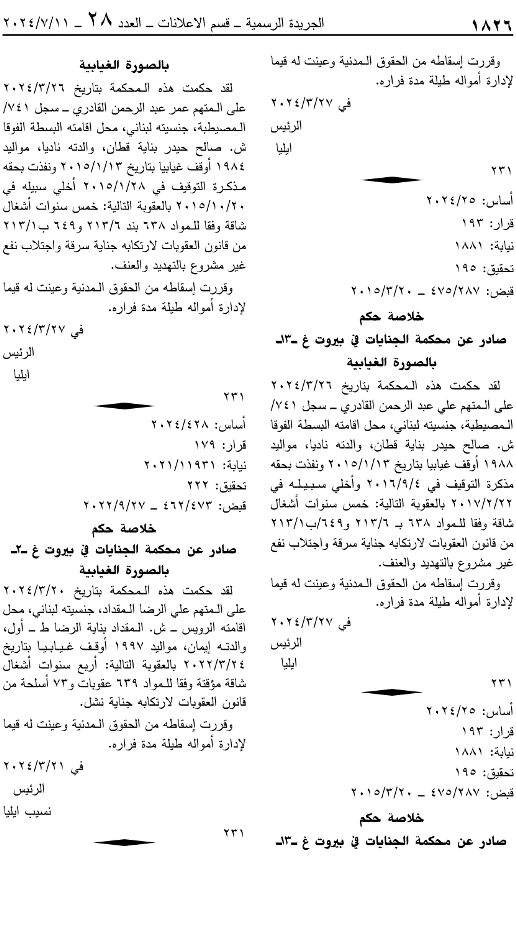 ١٨٢٦
الجريدة الرسمية ــ قسم الاعلانات ــ العدد ٢٨ ــ ٢٠٢٤/٧/١١
وقررت إسقاطه من الحقوق المدنية وعينت له قيما
لإدارة أمواله طيلة مدة فراره.
في ٢٠٢٤/٣/٢٧
الرئيس
ايليا
٢٣١
أساس: ٢٠٢٤/٢٥
قرار: ١٩٣
نيابة: ١٨٨١
تحقيق: ١٩٥
قبض: ٤٧٥/٢٨٧ ــ ٢٠١٥/٣/٢٠
خلاصة حكم
صادر عن محكمة الجنايات في بيروت غ ــ١٣ــ
بالصورة الغيابية
لقد حكمت هذه المحكمة بتاريخ ٢٠٢٤/٣/٢٦
على المتهم علي عبد الرحمن القادري ــ سجل ٧٤١/
المصيطبة، جنسيته لبناني، محل اقامته البسطة الفوقا
ش. صالح حيدر بناية قطان، والدته ناديا، مواليد
١٩٨٨ أوقف غيابيا بتاريخ ٢٠١٥/١/١٣ ونفذت بحقه
مذكرة التوقيف في ٢٠١٦/٩/٤ وأخلي سبيله في
٢٠١٧/٢/٢٢ بالعقوبة التالية: خمس سنوات أشغال
شاقة وفقا للمواد ٦٣٨ بـ ٢١٣/٦ و٦٤٩/ب٢١٣/١
من قانون العقوبات لارتكابه جناية سرقة واجتلاب نفع
غير مشروع بالتهديد والعنف.
وقررت إسقاطه من الحقوق المدنية وعينت له قيما
لإدارة أمواله طيلة مدة فراره.
في ٢٠٢٤/٣/٢٧
الرئيس
ايليا
٢٣١
أساس: ٢٠٢٤/٢٥
قرار: ١٩٣
نيابة: ١٨٨١
تحقيق: ١٩٥
قبض: ٤٧٥/٢٨٧ ــ ٢٠١٥/٣/٢٠
خلاصة حكم
صادر عن محكمة الجنايات في بيروت غ ــ١٣ــ
بالصورة الغيابية
لقد حكمت هذه المحكمة بتاريخ ٢٠٢٤/٣/٢٦
على المتهم عمر عبد الرحمن القادري ــ سجل ٧٤١/
المصيطبة، جنسيته لبناني، محل اقامته البسطة الفوقا
ش. صالح حيدر بناية قطان، والدته ناديا، مواليد
١٩٨٤ أوقف غيابيا بتاريخ ٢٠١٥/١/١٣ ونفذت بحقه
مذكرة التوقيف في ٢٠١٥/١/٢٨ أخلي سبيله في
٢٠١٥/١٠/٢٠ بالعقوبة التالية: خمس سنوات أشغال
شاقة وفقا للمواد ٦٣٨ بند ٢١٣/٦ و٦٤٩ ب٢١٣/١
من قانون العقوبات لارتكابه جناية سرقة واجتلاب نفع
غير مشروع بالتهديد والعنف.
وقررت إسقاطه من الحقوق المدنية وعينت له قيما
لإدارة أمواله طيلة مدة فراره.
في ٢٠٢٤/٣/٢٧
الرئيس
ايليا
٢٣١
أساس: ٢٠٢٤/٤٢٨
قرار: ١٧٩
نيابة: ٢٠٢١/١١٩٣١
تحقيق: ٢٢٢
قبض: ٤٦٢/٤٧٣ ــ ٢٠٢٢/٩/٢٧
خلاصة حكم
صادر عن محكمة الجنايات في بيروت غ ــ٢ــ
بالصورة الغيابية
لقد حكمت هذه المحكمة بتاريخ ٢٠٢٤/٣/٢٠
على المتهم علي الرضا المقداد، جنسيته لبناني، محل
اقامته الرويس ــ ش. المقداد بناية الرضا ط ــ أول،
والدته إيمان، مواليد ١٩٩٧ أوقف غيابيا بتاريخ
٢٠٢٢/٣/٢٤ بالعقوبة التالية: أربع سنوات أشغال
شاقة مؤقتة وفقا للمواد ٦٣٩ عقوبات و٧٣ أسلحة من
قانون العقوبات لارتكابه جناية نشل.
وقررت إسقاطه من الحقوق المدنية وعينت له قيما
لإدارة أمواله طيلة مدة فراره.
في ٢٠٢٤/٣/٢١
الرئيس
نسيب ايليا
٢٣١